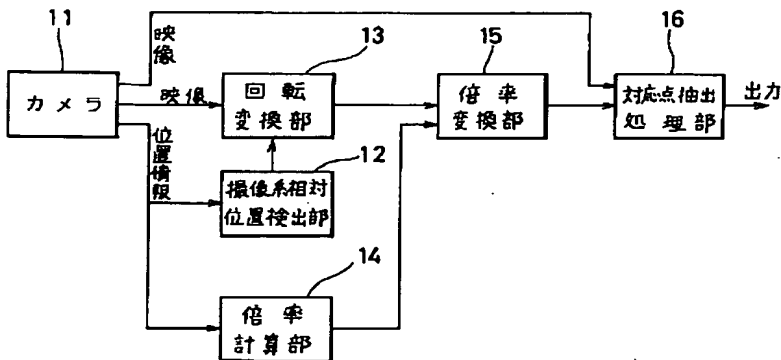 11
カメラ
映像
映像
位置情報
13
回転
変換部
12
撮像系相対
位置検出部
14
倍率
計算部
15
倍率
変換部
16
対応点抽出
処理部
出力